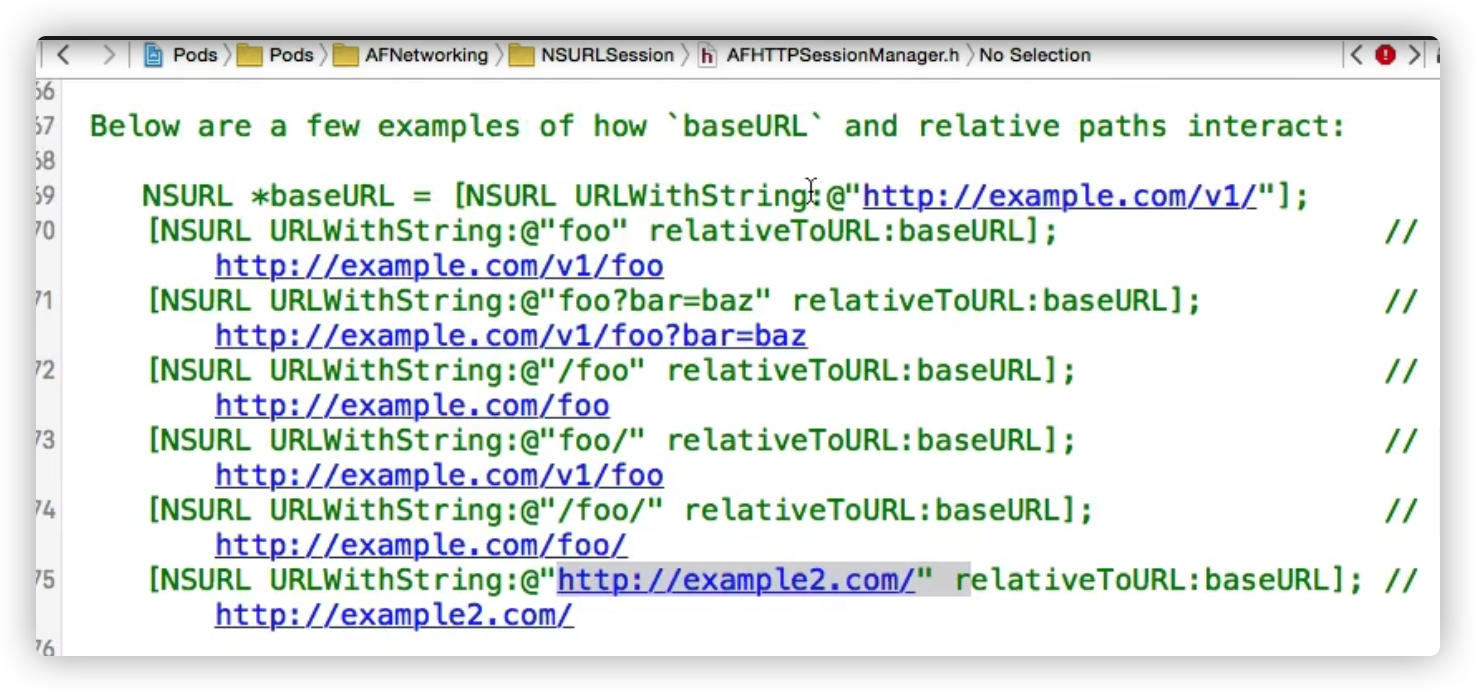 Pods Pods AFNetworking NSURLSession h AFHTTPSessionManager.h No Selection
66
67 Below are a few examples of how `baseURL` and relative paths interact:
68
69 NSURL *baseURL = [NSURL URLWithString:@"http://example.com/v1/"];
70 [NSURL URLWithString:@"foo" relativeToURL:baseURL]; //
http://example.com/v1/foo
71 [NSURL URLWithString:@"foo?bar=baz" relativeToURL:baseURL]; //
http://example.com/v1/foo?bar=baz
72 [NSURL URLWithString:@"/foo" relativeToURL:baseURL]; //
http://example.com/foo
73 [NSURL URLWithString:@"foo/" relativeToURL:baseURL]; //
http://example.com/v1/foo
74 [NSURL URLWithString:@"/foo/" relativeToURL:baseURL]; //
http://example.com/foo/
75 [NSURL URLWithString:@"http://example2.com/" relativeToURL:baseURL]; //
http://example2.com/
76